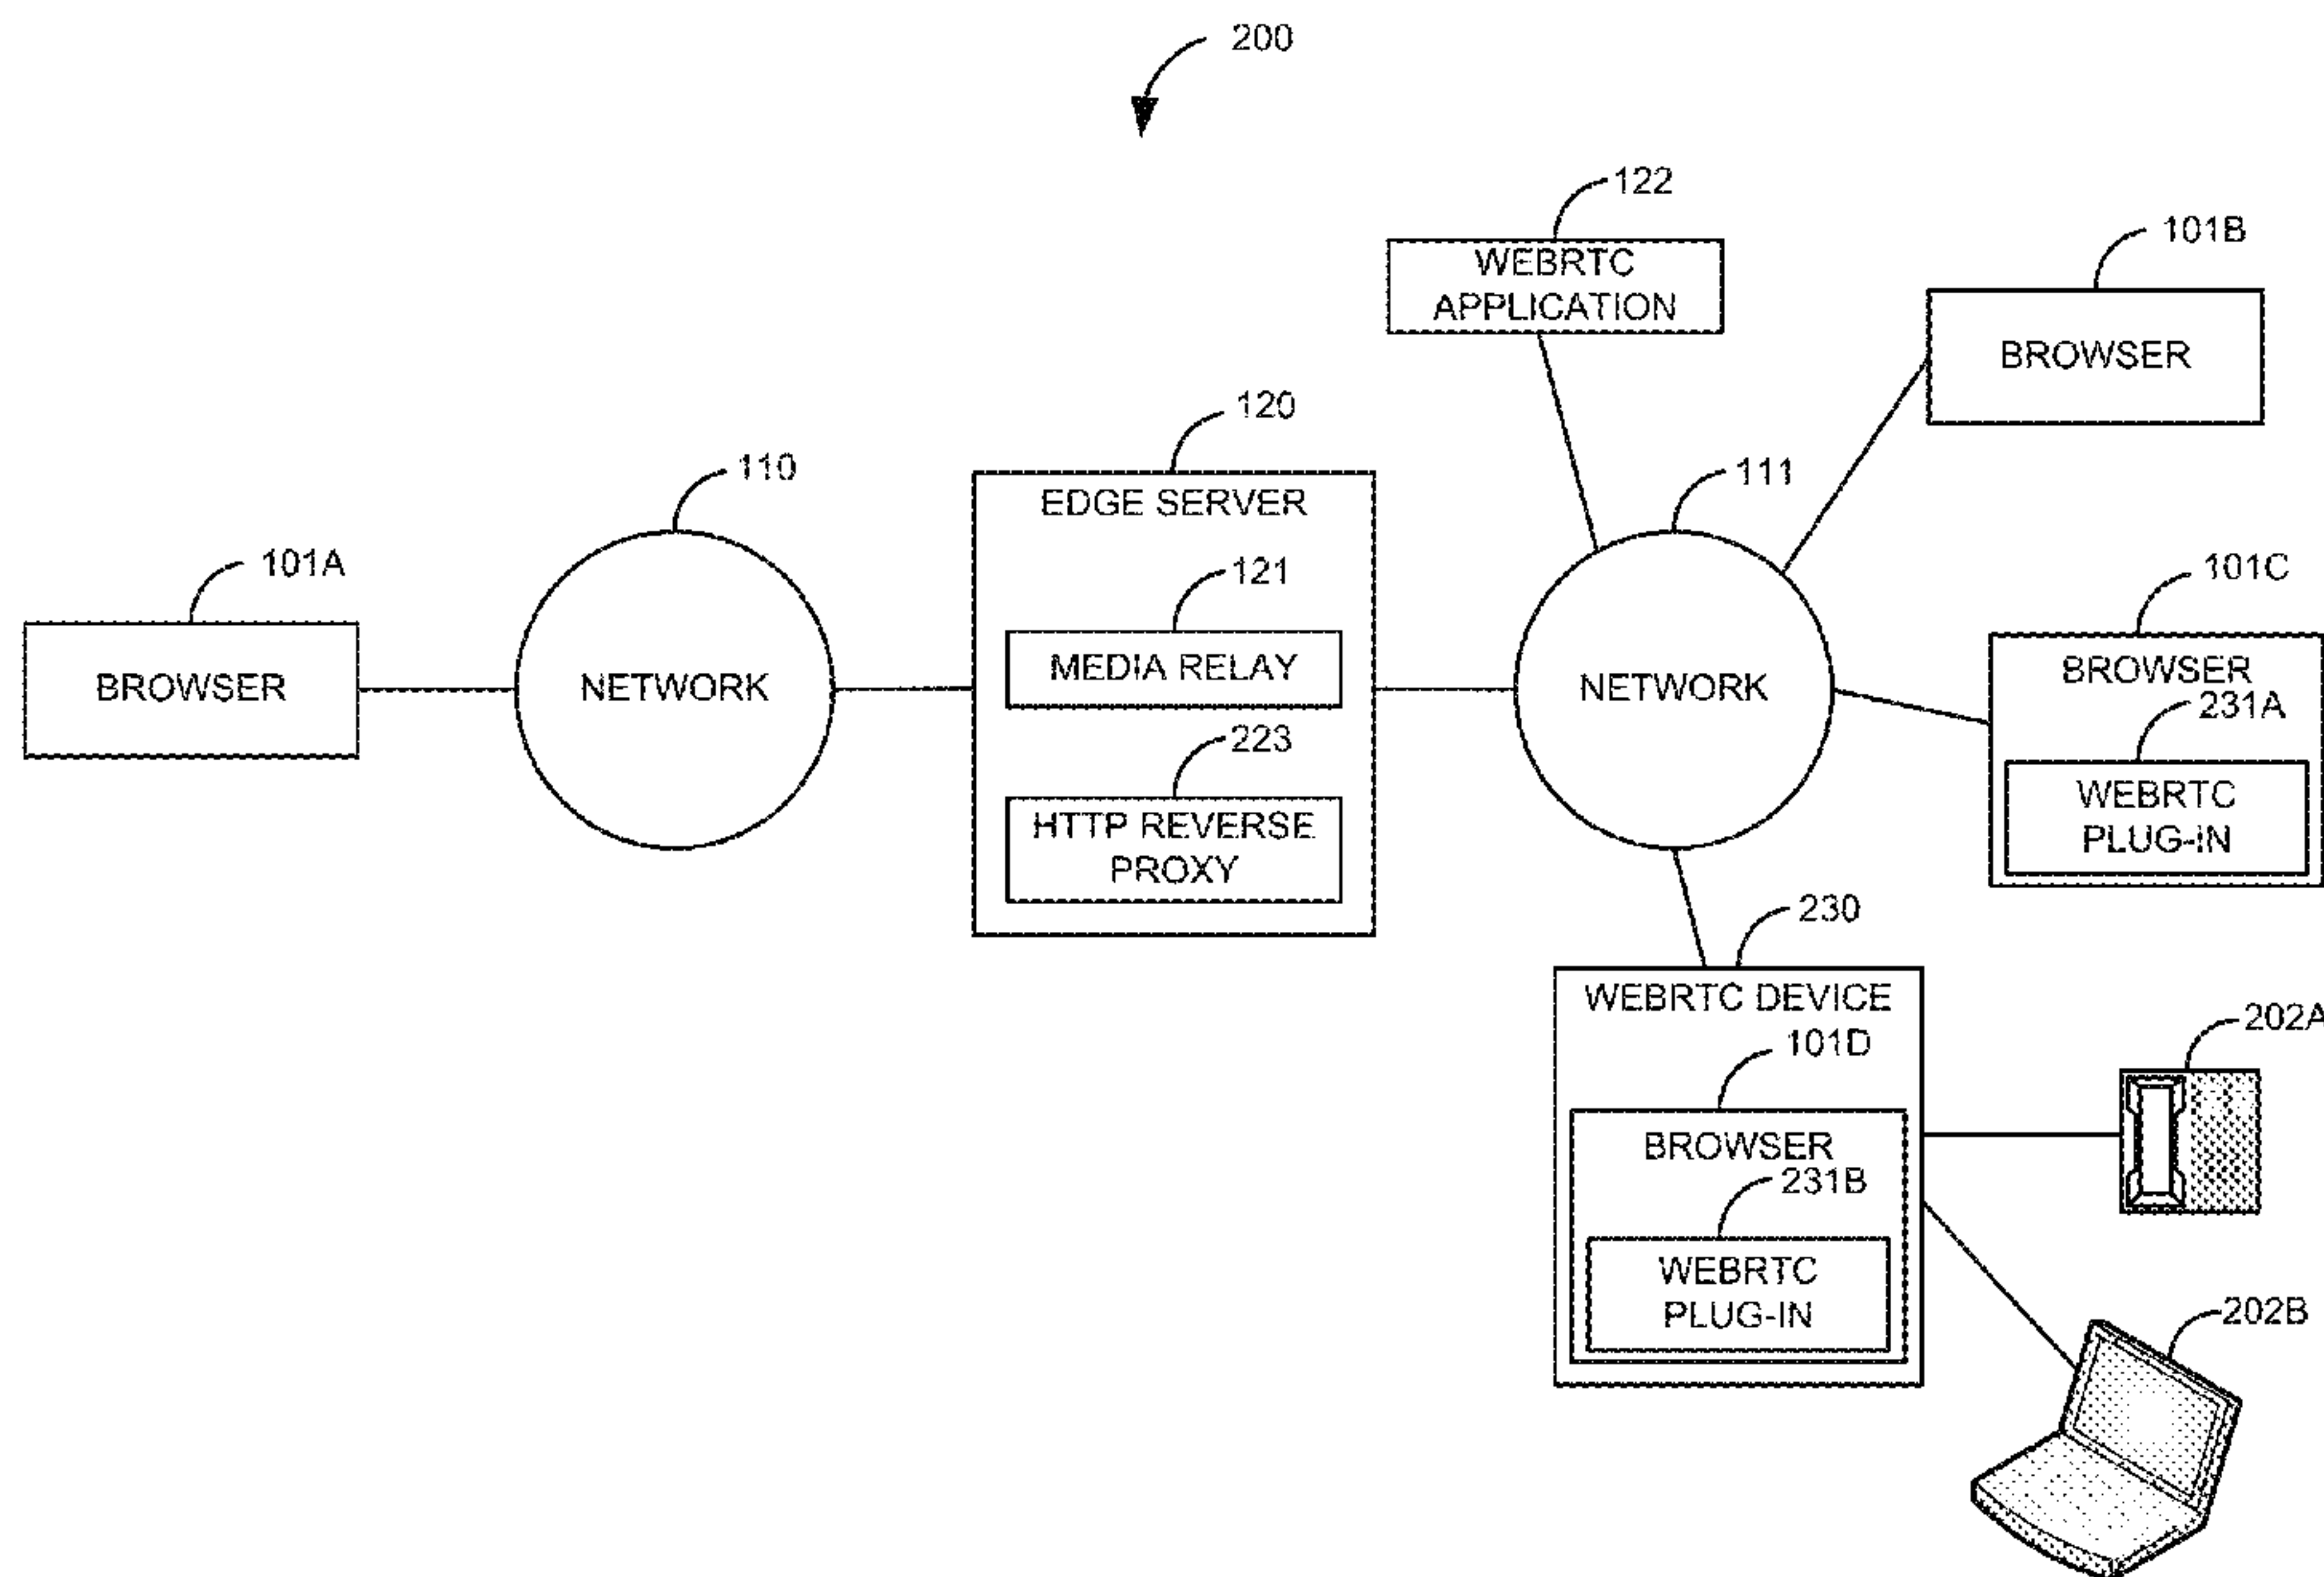 200
122
WEBRTC
APPLICATION
101B
BROWSER
120
EDGE SERVER
110
NETWORK
111
NETWORK
101A
BROWSER
121
MEDIA RELAY
223
HTTP REVERSE
PROXY
101C
BROWSER
231A
WEBRTC
PLUG-IN
230
WEBRTC DEVICE
101D
BROWSER
231B
WEBRTC
PLUG-IN
202A
202B